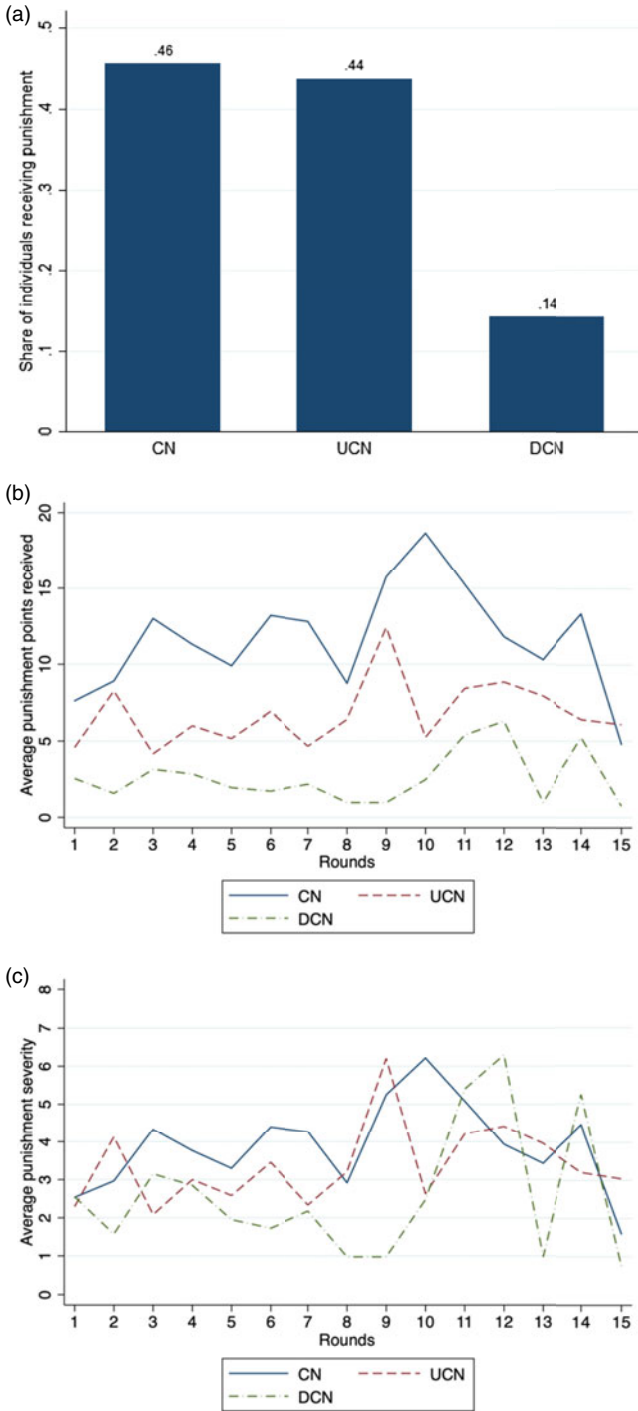 (a)
Share of individuals receiving punishment
.5
.4
.3
.2
.1
0
.46
.44
.14
CN UCN DCN
(b)
Average punishment points received
20
15
10
5
0
1 2 3 4 5 6 7 8 9 10 11 12 13 14 15
Rounds
CN UCN
DCN
(c)
Average punishment severity
8
7
6
5
4
3
2
1
0
1 2 3 4 5 6 7 8 9 10 11 12 13 14 15
Rounds
CN UCN
DCN